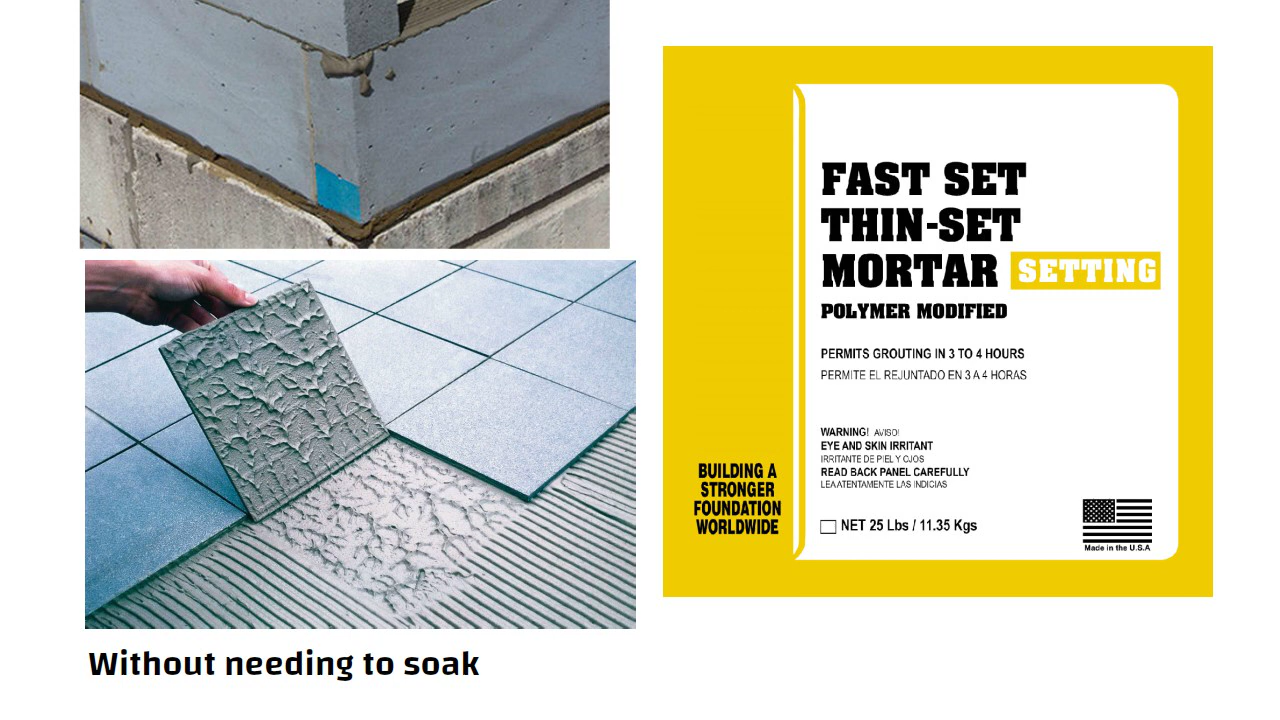 FAST SET
THIN-SET
MORTAR SETTING
POLYMER MODIFIED
PERMITS GROUTING IN 3 TO 4 HOURS
PERMITE EL REJUNTADO EN 3 A 4 HORAS
WARNING! AVISO!
EYE AND SKIN IRRITANT
IRRITANTE DE PIEL Y OJOS
READ BACK PANEL CAREFULLY
LEA ATENTAMENTE LAS INDICIAS
NET 25 Lbs / 11.35 Kgs
Made in the U.S.A
BUILDING A
STRONGER
FOUNDATION
WORLDWIDE
Without needing to soak